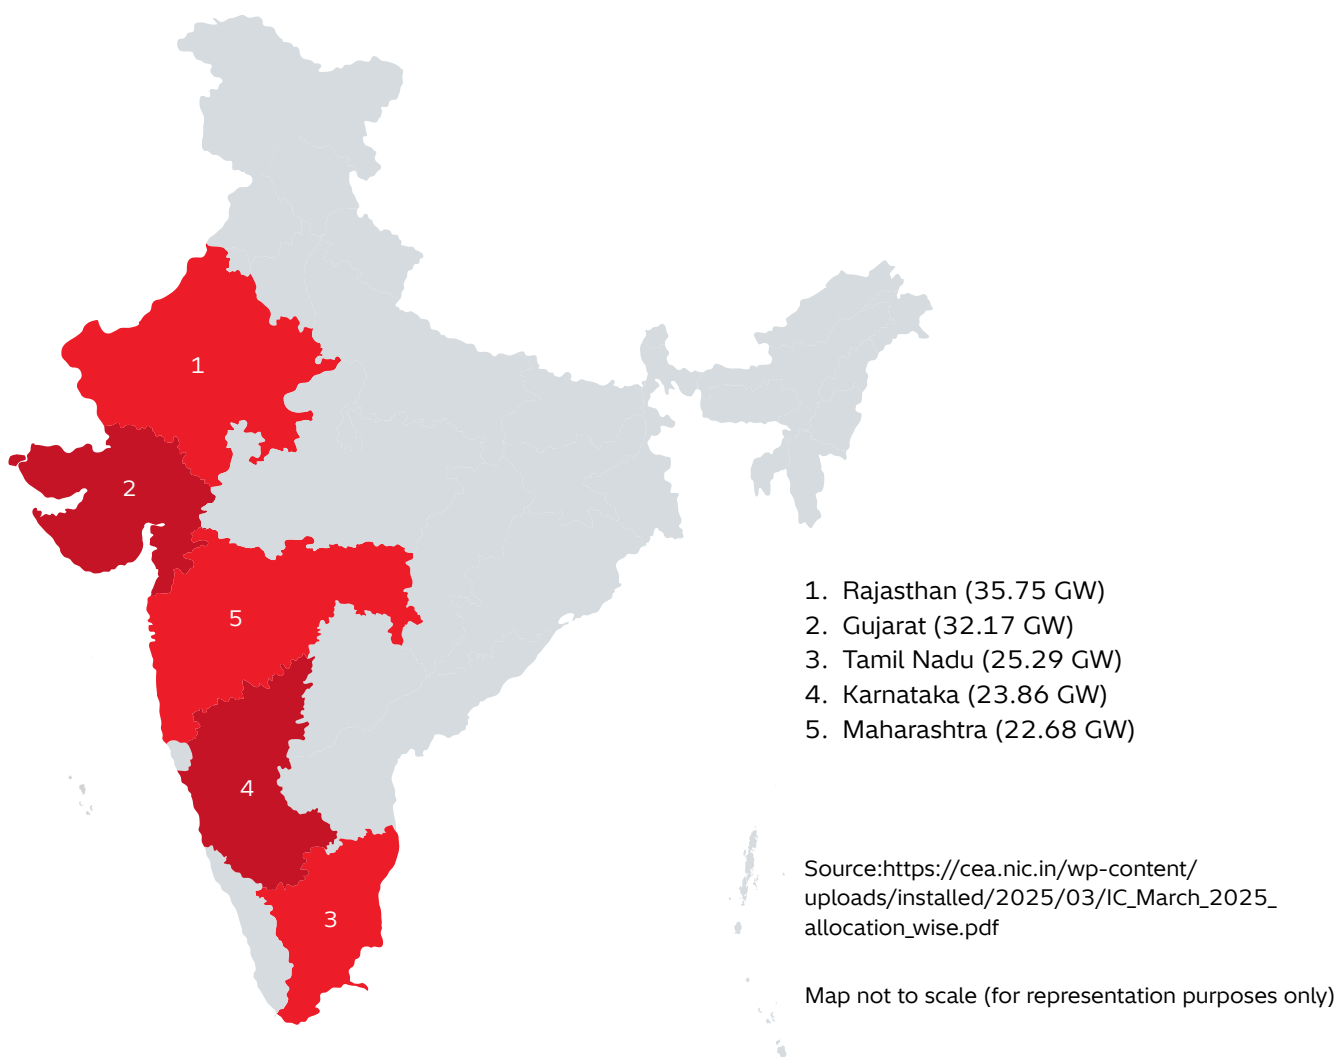 1
2
5
4
3
1. Rajasthan (35.75 GW)
2. Gujarat (32.17 GW)
3. Tamil Nadu (25.29 GW)
4. Karnataka (23.86 GW)
5. Maharashtra (22.68 GW)
Source:https://cea.nic.in/wp-content/
uploads/installed/2025/03/IC_March_2025_
allocation_wise.pdf
Map not to scale (for representation purposes only)